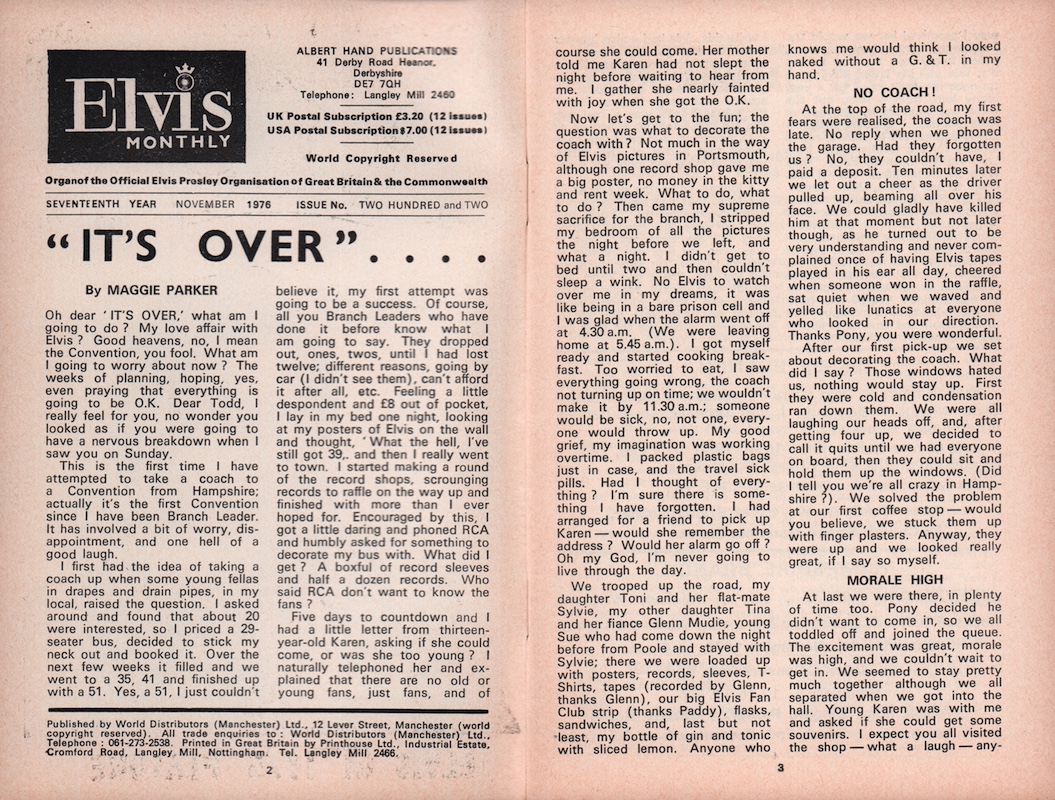 Elvis
MONTHLY
ALBERT HAND PUBLICATIONS
41 Derby Road Heanor,
Derbyshire
DE7 7QH
Telephone: Langley Mill 2460
UK Postal Subscription £3.20 (12 issues)
USA Postal Subscription $7.00 (12 issues)
World Copyright Reserved
Organ of the Official Elvis Presley Organisation of Great Britain & the Commonwealth
SEVENTEENTH YEAR NOVEMBER 1976 ISSUE No. TWO HUNDRED and TWO
“IT'S OVER” . . . .
By MAGGIE PARKER
Oh dear ‘IT'S OVER,’ what am I
going to do? My love affair with
Elvis? Good heavens, no, I mean
the Convention, you fool. What am
I going to worry about now? The
weeks of planning, hoping, yes,
even praying that everything is
going to be O.K. Dear Todd, I
really feel for you, no wonder you
looked as if you were going to
have a nervous breakdown when I
saw you on Sunday.
This is the first time I have
attempted to take a coach to
a Convention from Hampshire;
actually it's the first Convention
since I have been Branch Leader.
It has involved a bit of worry, dis-
appointment, and one hell of a
good laugh.
I first had the idea of taking a
coach up when some young fellas
in drapes and drain pipes, in my
local, raised the question. I asked
around and found that about 20
were interested, so I priced a 29-
seater bus, decided to stick my
neck out and booked it. Over the
next few weeks it filled and we
went to a 35, 41 and finished up
with a 51. Yes, a 51, I just couldn't
believe it, my first attempt was
going to be a success. Of course,
all you Branch Leaders who have
done it before know what I
am going to say. They dropped
out, ones, twos, until I had lost
twelve; different reasons, going by
car (I didn't see them), can't afford
it after all, etc. Feeling a little
despondent and £8 out of pocket,
I lay in my bed one night, looking
at my posters of Elvis on the wall
and thought, ‘What the hell, I've
still got 39,. and then I really went
to town. I started making a round
of the record shops, scrounging
records to raffle on the way up and
finished with more than I ever
hoped for. Encouraged by this, I
got a little daring and phoned RCA
and humbly asked for something to
decorate my bus with. What did I
get? A boxful of record sleeves
and half a dozen records. Who
said RCA don't want to know the
fans?
Five days to countdown and I
had a little letter from thirteen-
year-old Karen, asking if she could
come, or was she too young? I
naturally telephoned her and ex-
plained that there are no old or
young fans, just fans, and of
Published by World Distributors (Manchester) Ltd., 12 Lever Street, Manchester (world
copyright reserved). All trade enquiries to: World Distributors (Manchester) Ltd.,
Telephone: 061-273-2538. Printed in Great Britain by Printhouse Ltd., Industrial Estate,
Cromford Road, Langley Mill, Nottingham. Tel. Langley Mill 2466.
2
course she could come. Her mother
told me Karen had not slept the
night before waiting to hear from
me. I gather she nearly fainted
with joy when she got the O.K.
Now let's get to the fun; the
question was what to decorate the
coach with? Not much in the way
of Elvis pictures in Portsmouth,
although one record shop gave me
a big poster, no money in the kitty
and rent week. What to do, what
to do? Then came my supreme
sacrifice for the branch, I stripped
my bedroom of all the pictures
the night before we left, and
what a night. I didn't get to
bed until two and then couldn't
sleep a wink. No Elvis to watch
over me in my dreams, it was
like being in a bare prison cell and
I was glad when the alarm went off
at 4.30 a.m. (We were leaving
home at 5.45 a.m.). I got myself
ready and started cooking break-
fast. Too worried to eat, I saw
everything going wrong, the coach
not turning up on time; we wouldn't
make it by 11.30 a.m.; someone
would be sick, no, not one, every-
one would throw up. My good
grief, my imagination was working
overtime. I packed plastic bags
just in case, and the travel sick
pills. Had I thought of every-
thing? I'm sure there is some-
thing I have forgotten. I had
arranged for a friend to pick up
Karen — would she remember the
address? Would her alarm go off?
Oh my God, I'm never going to
live through the day.
We trooped up the road, my
daughter Toni and her flat-mate
Sylvie, my other daughter Tina
and her fiance Glenn Mudie, young
Sue who had come down the night
before from Poole and stayed with
Sylvie; there we were loaded up
with posters, records, sleeves, T-
Shirts, tapes (recorded by Glenn,
thanks Glenn), our big Elvis Fan
Club strip (thanks Paddy), flasks,
sandwiches, and, last but not
least, my bottle of gin and tonic
with sliced lemon. Anyone who
knows me would think I looked
naked without a G. & T. in my
hand.
NO COACH!
At the top of the road, my first
fears were realised, the coach was
late. No reply when we phoned
the garage. Had they forgotten
us? No, they couldn't have, I
paid a deposit. Ten minutes later
we let out a cheer as the driver
pulled up, beaming all over his
face. We could gladly have killed
him at that moment but not later
though, as he turned out to be
very understanding and never com-
plained once of having Elvis tapes
played in his ear all day, cheered
when someone won in the raffle,
sat quiet when we waved and
yelled like lunatics at everyone
who looked in our direction.
Thanks Pony, you were wonderful.
After our first pick-up we set
about decorating the coach. What
did I say? Those windows hated
us, nothing would stay up. First
they were cold and condensation
ran down them. We were all
laughing our heads off, and, after
getting four up, we decided to
call it quits until we had everyone
on board, then they could sit and
hold them up the windows. (Did
I tell you we're all crazy in Hamp-
shire?). We solved the problem
at our first coffee stop — would
you believe, we stuck them up
with finger plasters. Anyway, they
were up and we looked really
great, if I say so myself.
MORALE HIGH
At last we were there, in plenty
of time too. Pony decided he
didn't want to come in, so we all
toddled off and joined the queue.
The excitement was great, morale
was high, and we couldn't wait to
get in. We seemed to stay pretty
much together although we all
separated when we got into the
hall. Young Karen was with me
and asked if she could get some
souvenirs. I expect you all visited
the shop — what a laugh — any-
3